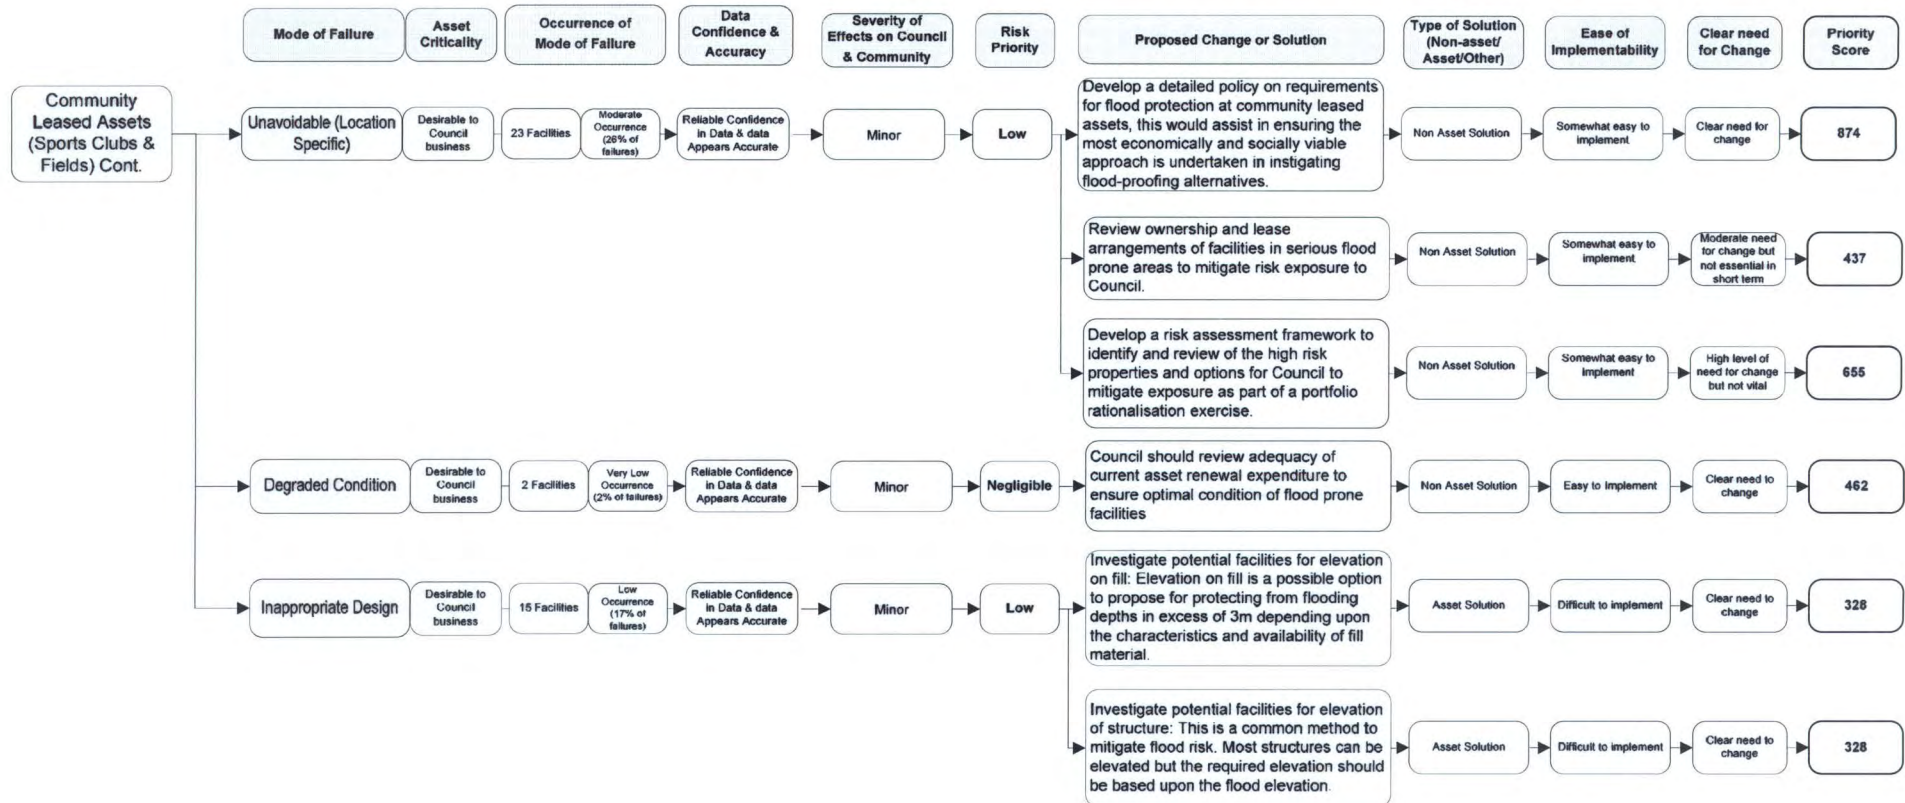 Mode of Failure
Asset
Criticality
Occurrence of
Mode of Failure
Data
Confidence &
Accuracy
Severity of
Effects on Council
& Community
Risk
Priority
Proposed Change or Solution
Type of Solution
(Non-asset/
Asset/Other)
Ease of
Implementability
Clear need
for Change
Priority
Score
Community
Leased Assets
(Sports Clubs &
Fields) Cont.
Unavoidable (Location
Specific)
Desirable to
Council
business
23 Facilities
Moderate
Occurrence
(26% of
failures)
Reliable Confidence
in Data & data
Appears Accurate
Minor
Low
Develop a detailed policy on requirements
for flood protection at community leased
assets, this would assist in ensuring the
most economically and socially viable
approach is undertaken in instigating
flood-proofing alternatives.
Non Asset Solution
Somewhat easy to
implement
Clear need for
change
874
Review ownership and lease
arrangements of facilities in serious flood
prone areas to mitigate risk exposure to
Council.
Non Asset Solution
Somewhat easy to
implement
Moderate need
for change but
not essential in
short term
437
Develop a risk assessment framework to
identify and review of the high risk
properties and options for Council to
mitigate exposure as part of a portfolio
rationalisation exercise.
Non Asset Solution
Somewhat easy to
implement
High level of
need for change
but not vital
655
Degraded Condition
Desirable to
Council
business
2 Facilities
Very Low
Occurrence
(2% of failures)
Reliable Confidence
in Data & data
Appears Accurate
Minor
Negligible
Council should review adequacy of
current asset renewal expenditure to
ensure optimal condition of flood prone
facilities
Non Asset Solution
Easy to Implement
Clear need to
change
462
Inappropriate Design
Desirable to
Council
business
15 Facilities
Low
Occurrence
(17% of
failures)
Reliable Confidence
in Data & data
Appears Accurate
Minor
Low
Investigate potential facilities for elevation
on fill: Elevation on fill is a possible option
to propose for protecting from flooding
depths in excess of 3m depending upon
the characteristics and availability of fill
material.
Asset Solution
Difficult to implement
Clear need to
change
328
Investigate potential facilities for elevation
of structure: This is a common method to
mitigate flood risk. Most structures can be
elevated but the required elevation should
be based upon the flood elevation.
Asset Solution
Difficult to implement
Clear need to
change
328